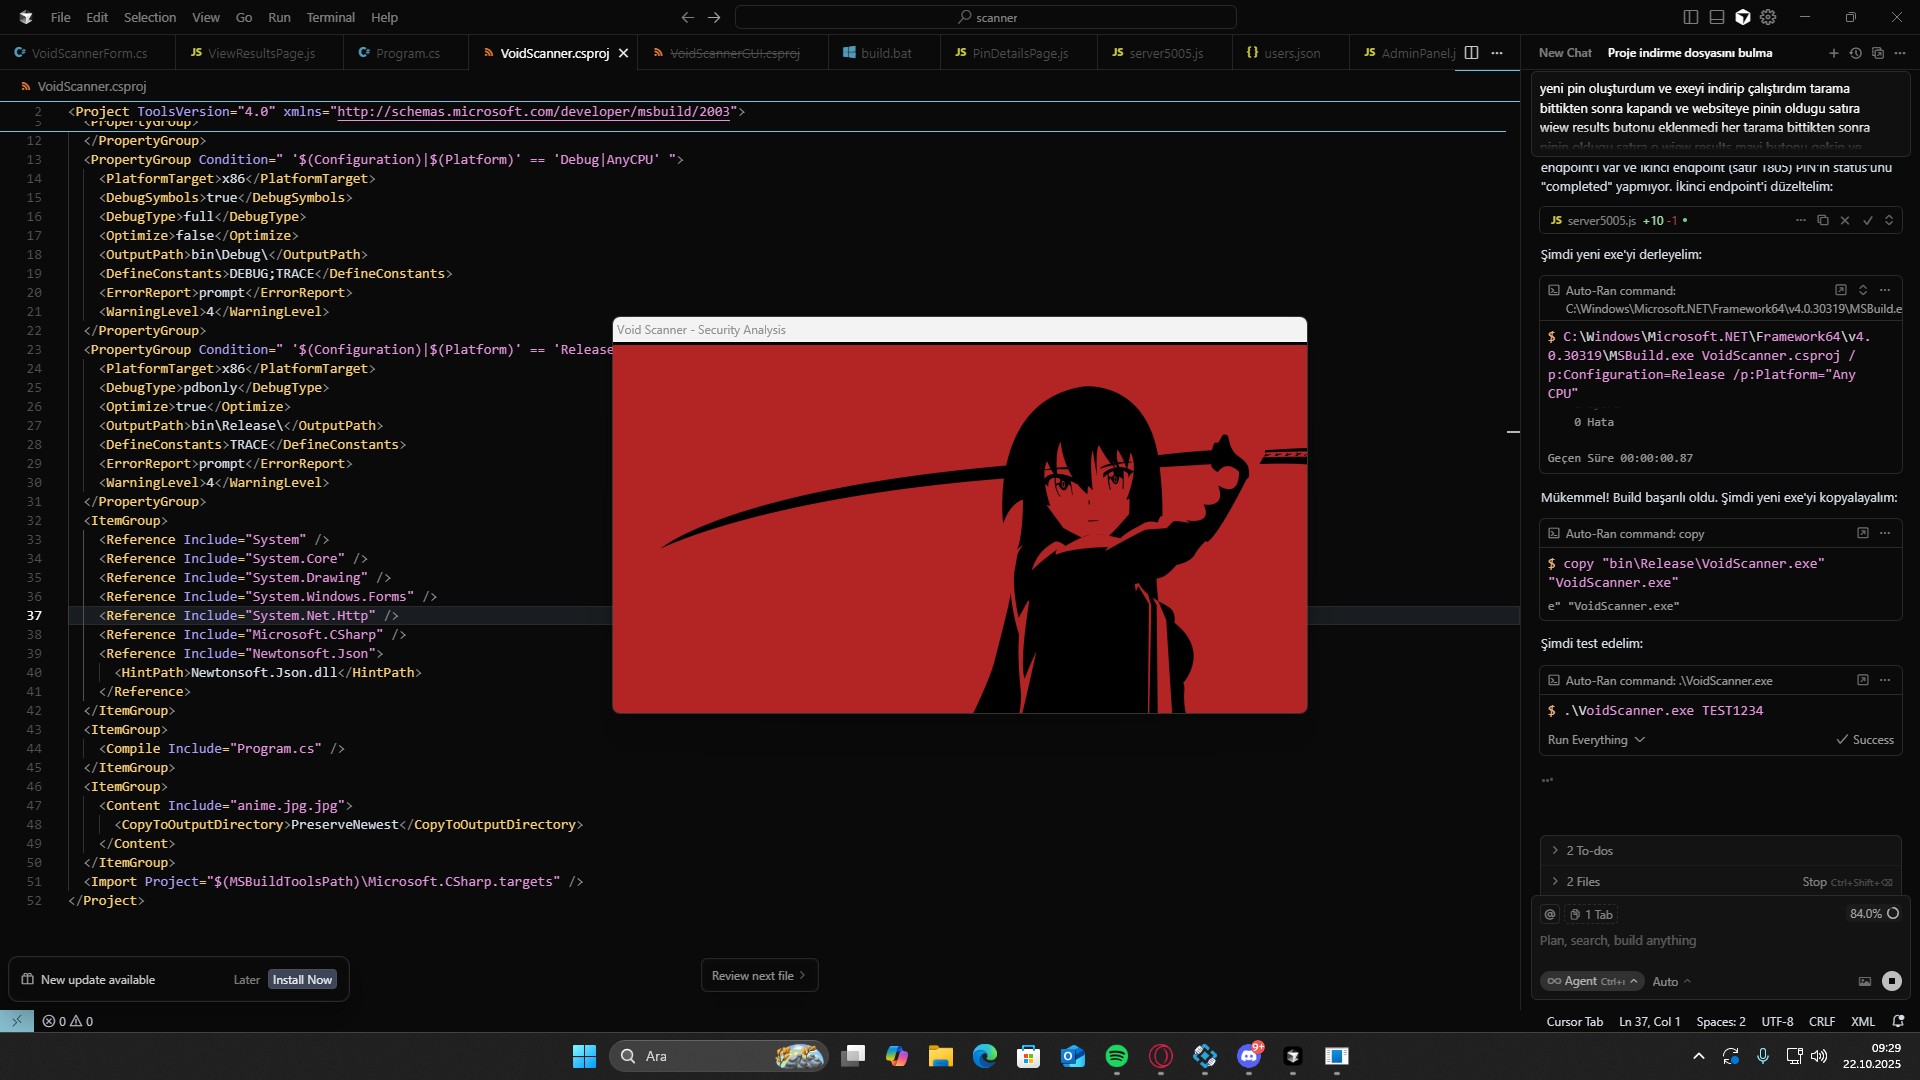 File Edit Selection View Go Run Terminal Help
scanner
VoidScannerForm.cs
JS ViewResultsPage.js
Program.cs
VoidScanner.csproj
VoidScannerGUI.csproj
build.bat
JS PinDetailsPage.js
JS server5005.js
{} users.json
JS AdminPanel.j
New Chat Proje indirme dosyasını bulma
VoidScanner.csproj
2 <Project ToolsVersion="4.0" xmlns="http://schemas.microsoft.com/developer/msbuild/2003">
3 <PropertyGroup>
12 </PropertyGroup>
13 <PropertyGroup Condition=" '$(Configuration)|$(Platform)' == 'Debug|AnyCPU' ">
14 <PlatformTarget>x86</PlatformTarget>
15 <DebugSymbols>true</DebugSymbols>
16 <DebugType>full</DebugType>
17 <Optimize>false</Optimize>
18 <OutputPath>bin\Debug\</OutputPath>
19 <DefineConstants>DEBUG;TRACE</DefineConstants>
20 <ErrorReport>prompt</ErrorReport>
21 <WarningLevel>4</WarningLevel>
22 </PropertyGroup>
23 <PropertyGroup Condition=" '$(Configuration)|$(Platform)' == 'Release
24 <PlatformTarget>x86</PlatformTarget>
25 <DebugType>pdbonly</DebugType>
26 <Optimize>true</Optimize>
27 <OutputPath>bin\Release\</OutputPath>
28 <DefineConstants>TRACE</DefineConstants>
29 <ErrorReport>prompt</ErrorReport>
30 <WarningLevel>4</WarningLevel>
31 </PropertyGroup>
32 <ItemGroup>
33 <Reference Include="System" />
34 <Reference Include="System.Core" />
35 <Reference Include="System.Drawing" />
36 <Reference Include="System.Windows.Forms" />
37 <Reference Include="System.Net.Http" />
38 <Reference Include="Microsoft.CSharp" />
39 <Reference Include="Newtonsoft.Json">
40 <HintPath>Newtonsoft.Json.dll</HintPath>
41 </Reference>
42 </ItemGroup>
43 <ItemGroup>
44 <Compile Include="Program.cs" />
45 </ItemGroup>
46 <ItemGroup>
47 <Content Include="anime.jpg.jpg">
48 <CopyToOutputDirectory>PreserveNewest</CopyToOutputDirectory>
49 </Content>
50 </ItemGroup>
51 <Import Project="$(MSBuildToolsPath)\Microsoft.CSharp.targets" />
52 </Project>
Void Scanner - Security Analysis
yeni pin oluşturdum ve exeyi indirip çalıştırdım tarama
bittikten sonra kapandı ve websiteye pinin oldugu satıra
wiew results butonu eklenmedi her tarama bittikten sonra
pinin oldugu satıra o wiew results mavi butonu gelsin ve
endpoint'i var ve ikinci endpoint (satır 1805) PIN'in status'unu
"completed" yapmıyor. İkinci endpoint'i düzeltelim:
JS server5005.js +10 -1
Şimdi yeni exe'yi derleyelim:
Auto-Ran command:
C:\Windows\Microsoft.NET\Framework64\v4.0.30319\MSBuild.e
$ C:\Windows\Microsoft.NET\Framework64\v4.
0.30319\MSBuild.exe VoidScanner.csproj /
p:Configuration=Release /p:Platform="Any
CPU"
0 Hata
Geçen Süre 00:00:00.87
Mükemmel! Build başarılı oldu. Şimdi yeni exe'yi kopyalayalım:
Auto-Ran command: copy
$ copy "bin\Release\VoidScanner.exe"
"VoidScanner.exe"
e" "VoidScanner.exe"
Şimdi test edelim:
Auto-Ran command: .\VoidScanner.exe
$ .\VoidScanner.exe TEST1234
Run Everything Success
2 To-dos
2 Files Stop Ctrl+Shift+⌫
@ 1 Tab 84.0%
Plan, search, build anything
Agent Ctrl+I Auto
New update available Later Install Now
Review next file
0 0
Cursor Tab Ln 37, Col 1 Spaces: 2 UTF-8 CRLF XML
Ara
9+
09:29
22.10.2025